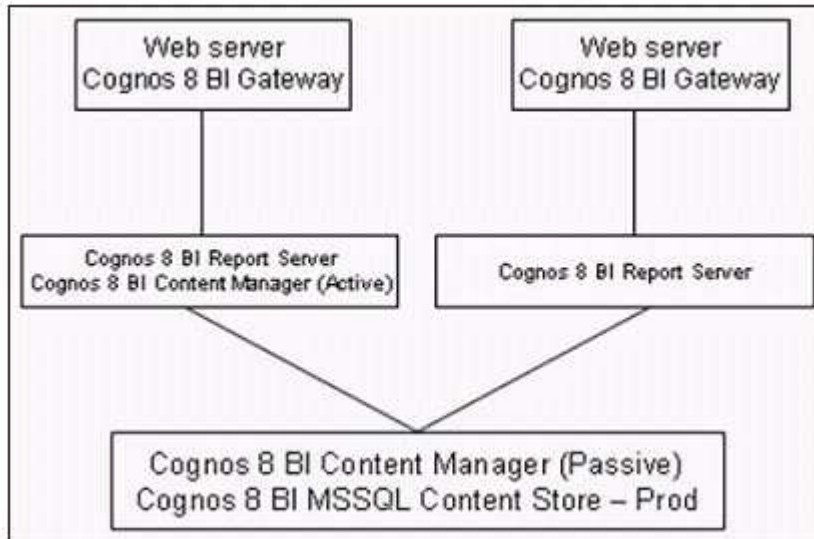 Web server
Cognos 8 BI Gateway
Web server
Cognos 8 BI Gateway
Cognos 8 BI Report Server
Cognos 8 BI Content Manager (Active)
Cognos 8 BI Report Server
Cognos 8 BI Content Manager (Passive)
Cognos 8 BI MSSQL Content Store – Prod